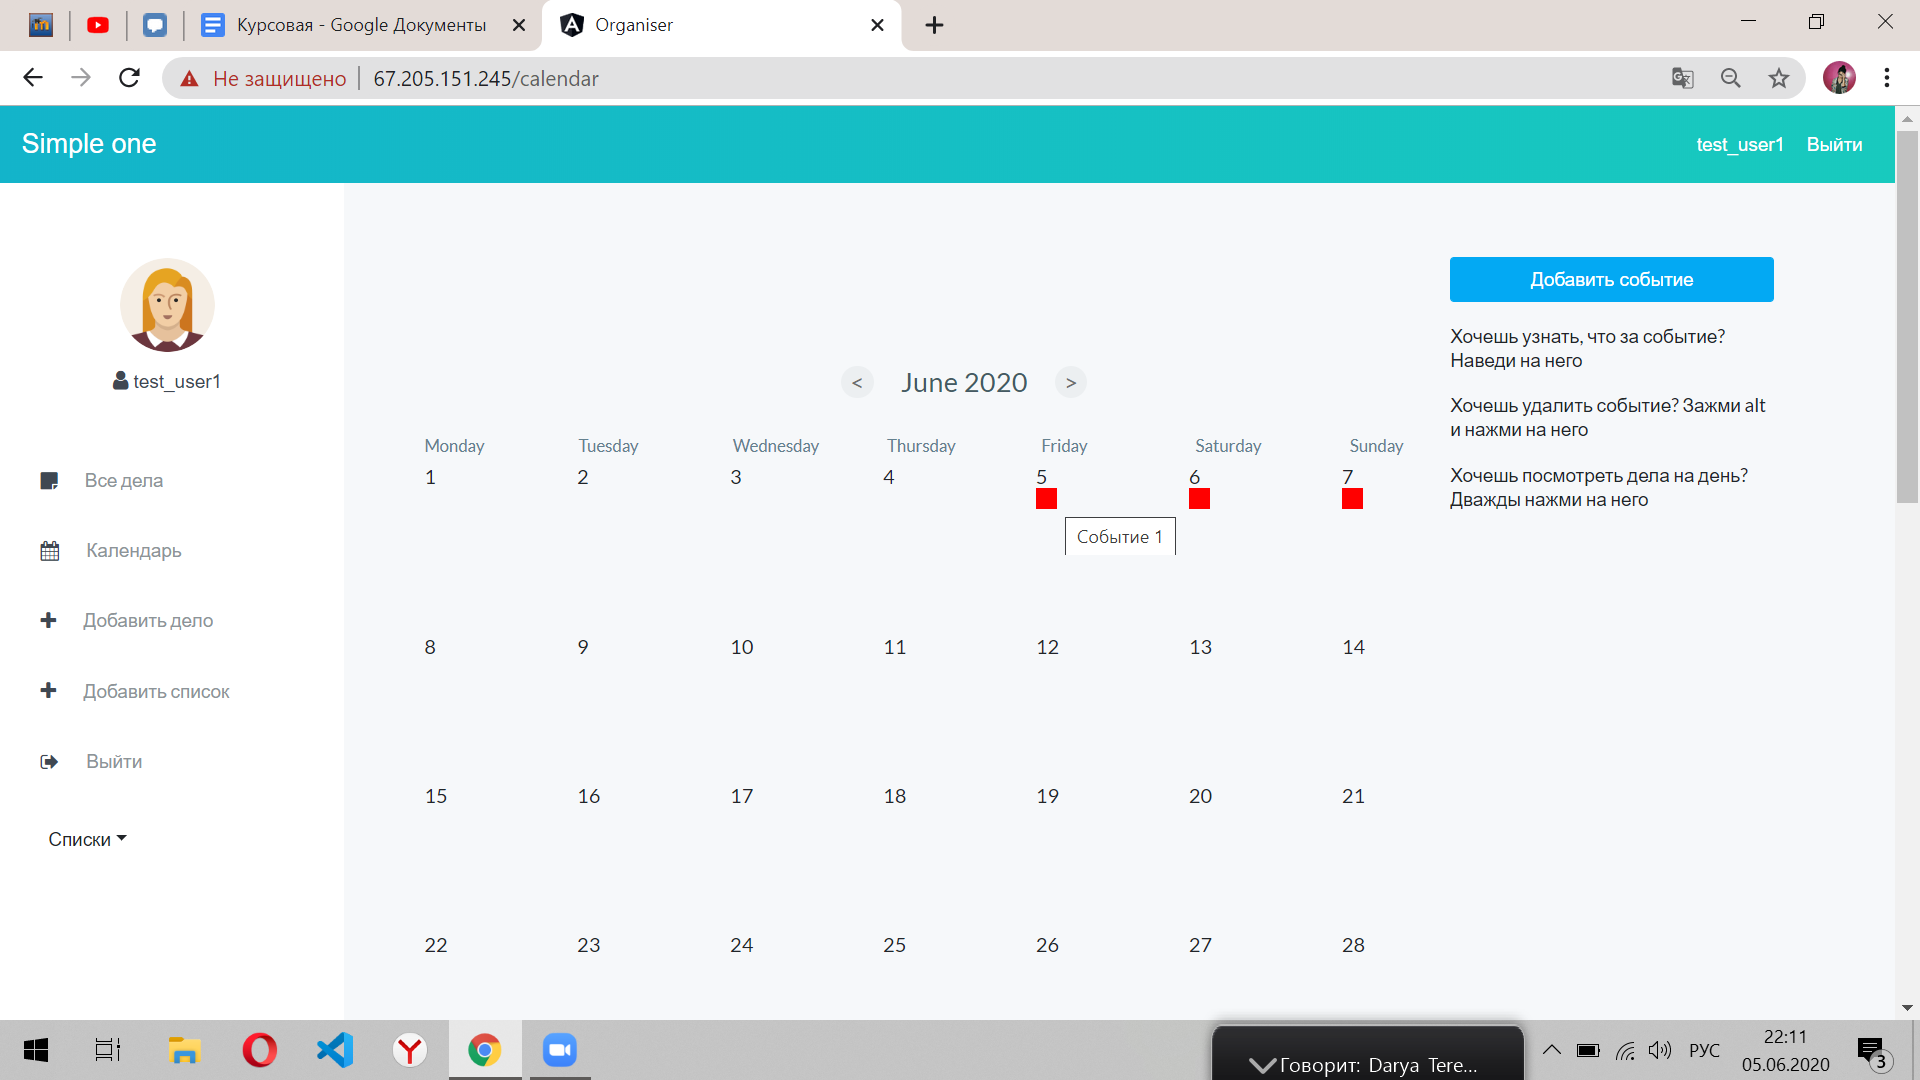 Курсовая - Google Документы
Organiser
Не защищено
67.205.151.245/calendar
Simple one
test_user1
Выйти
test_user1
Все дела
Календарь
Добавить дело
Добавить список
Выйти
Списки
< June 2020 >
Monday Tuesday Wednesday Thursday Friday Saturday Sunday
1 2 3 4 5 6 7
Событие 1
8 9 10 11 12 13 14
15 16 17 18 19 20 21
22 23 24 25 26 27 28
Добавить событие
Хочешь узнать, что за событие?
Наведи на него
Хочешь удалить событие? Зажми alt
и нажми на него
Хочешь посмотреть дела на день?
Дважды нажми на него
Говорит: Darya Tere...
РУС
22:11
05.06.2020
3